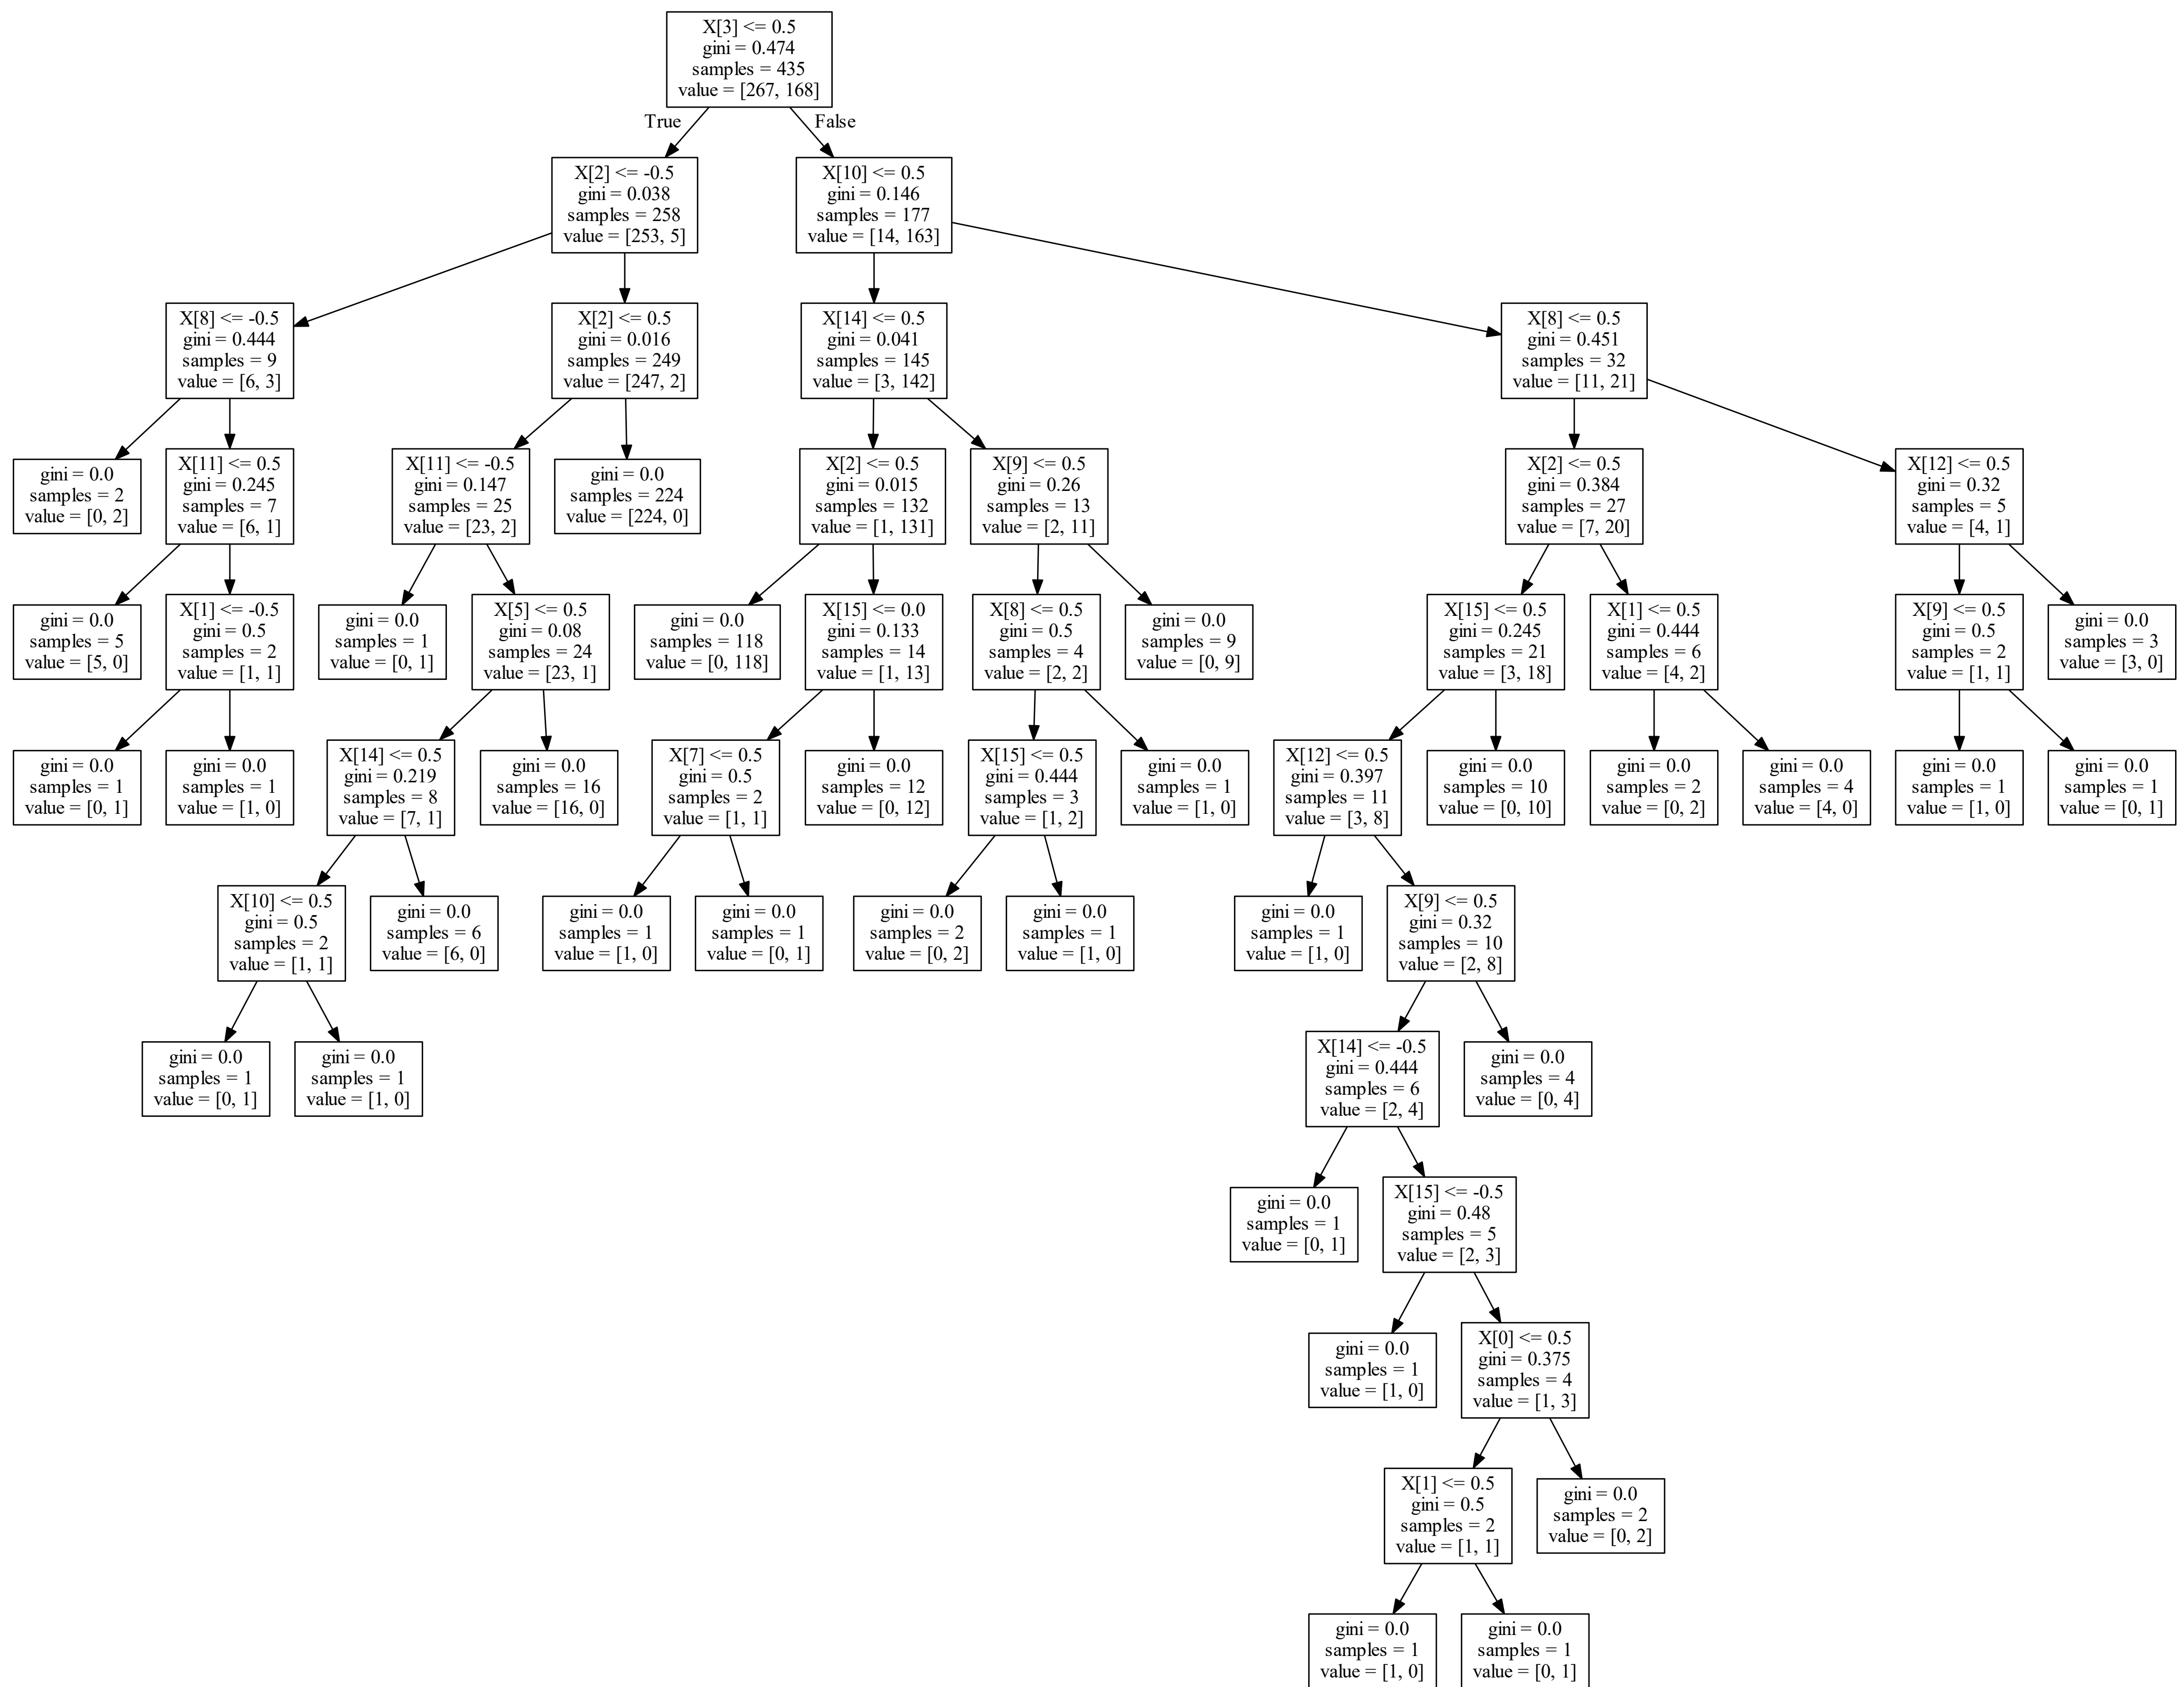 X[3] <= 0.5
gini = 0.474
samples = 435
value = [267, 168]
True
False
X[2] <= -0.5
gini = 0.038
samples = 258
value = [253, 5]
X[10] <= 0.5
gini = 0.146
samples = 177
value = [14, 163]
X[8] <= -0.5
gini = 0.444
samples = 9
value = [6, 3]
X[2] <= 0.5
gini = 0.016
samples = 249
value = [247, 2]
X[14] <= 0.5
gini = 0.041
samples = 145
value = [3, 142]
X[8] <= 0.5
gini = 0.451
samples = 32
value = [11, 21]
gini = 0.0
samples = 2
value = [0, 2]
X[11] <= 0.5
gini = 0.245
samples = 7
value = [6, 1]
X[11] <= -0.5
gini = 0.147
samples = 25
value = [23, 2]
gini = 0.0
samples = 224
value = [224, 0]
X[2] <= 0.5
gini = 0.015
samples = 132
value = [1, 131]
X[9] <= 0.5
gini = 0.26
samples = 13
value = [2, 11]
X[2] <= 0.5
gini = 0.384
samples = 27
value = [7, 20]
X[12] <= 0.5
gini = 0.32
samples = 5
value = [4, 1]
gini = 0.0
samples = 5
value = [5, 0]
X[1] <= -0.5
gini = 0.5
samples = 2
value = [1, 1]
gini = 0.0
samples = 1
value = [0, 1]
X[5] <= 0.5
gini = 0.08
samples = 24
value = [23, 1]
gini = 0.0
samples = 118
value = [0, 118]
X[15] <= 0.0
gini = 0.133
samples = 14
value = [1, 13]
X[8] <= 0.5
gini = 0.5
samples = 4
value = [2, 2]
gini = 0.0
samples = 9
value = [0, 9]
X[15] <= 0.5
gini = 0.245
samples = 21
value = [3, 18]
X[1] <= 0.5
gini = 0.444
samples = 6
value = [4, 2]
X[9] <= 0.5
gini = 0.5
samples = 2
value = [1, 1]
gini = 0.0
samples = 3
value = [3, 0]
gini = 0.0
samples = 1
value = [0, 1]
gini = 0.0
samples = 1
value = [1, 0]
X[14] <= 0.5
gini = 0.219
samples = 8
value = [7, 1]
gini = 0.0
samples = 16
value = [16, 0]
X[7] <= 0.5
gini = 0.5
samples = 2
value = [1, 1]
gini = 0.0
samples = 12
value = [0, 12]
X[15] <= 0.5
gini = 0.444
samples = 3
value = [1, 2]
gini = 0.0
samples = 1
value = [1, 0]
X[12] <= 0.5
gini = 0.397
samples = 11
value = [3, 8]
gini = 0.0
samples = 10
value = [0, 10]
gini = 0.0
samples = 2
value = [0, 2]
gini = 0.0
samples = 4
value = [4, 0]
gini = 0.0
samples = 1
value = [1, 0]
gini = 0.0
samples = 1
value = [0, 1]
X[10] <= 0.5
gini = 0.5
samples = 2
value = [1, 1]
gini = 0.0
samples = 6
value = [6, 0]
gini = 0.0
samples = 1
value = [1, 0]
gini = 0.0
samples = 1
value = [0, 1]
gini = 0.0
samples = 2
value = [0, 2]
gini = 0.0
samples = 1
value = [1, 0]
gini = 0.0
samples = 1
value = [1, 0]
X[9] <= 0.5
gini = 0.32
samples = 10
value = [2, 8]
gini = 0.0
samples = 1
value = [0, 1]
gini = 0.0
samples = 1
value = [1, 0]
X[14] <= -0.5
gini = 0.444
samples = 6
value = [2, 4]
gini = 0.0
samples = 4
value = [0, 4]
gini = 0.0
samples = 1
value = [0, 1]
X[15] <= -0.5
gini = 0.48
samples = 5
value = [2, 3]
gini = 0.0
samples = 1
value = [1, 0]
X[0] <= 0.5
gini = 0.375
samples = 4
value = [1, 3]
X[1] <= 0.5
gini = 0.5
samples = 2
value = [1, 1]
gini = 0.0
samples = 2
value = [0, 2]
gini = 0.0
samples = 1
value = [1, 0]
gini = 0.0
samples = 1
value = [0, 1]